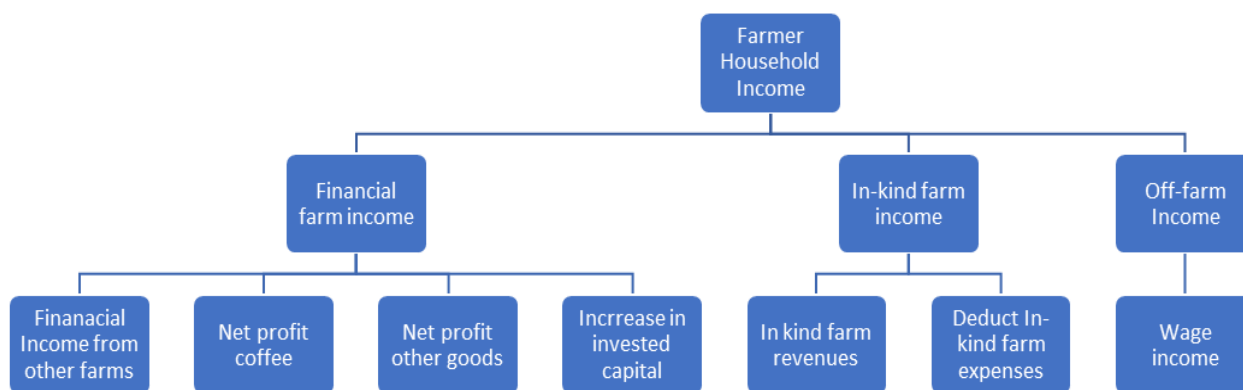 Farmer
Household
Income
Financial
farm income
In-kind farm
income
Off-farm
Income
Finanacial
Income from
other farms
Net profit
coffee
Net profit
other goods
Incrrease in
invested
capital
In kind farm
revenues
Deduct In-
kind farm
expenses
Wage
income